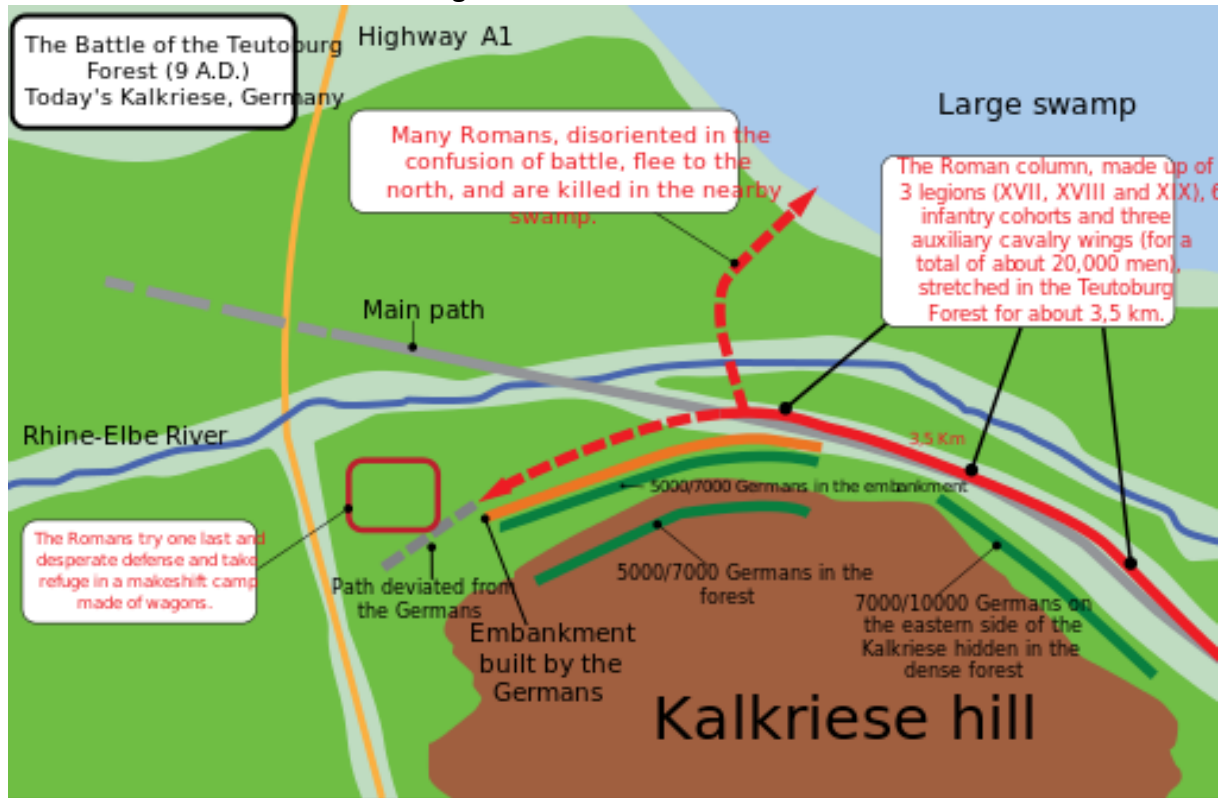 The Battle of the Teutoburg
Forest (9 A.D.)
Today's Kalkriese, Germany
Highway A1
Large swamp
Many Romans, disoriented in the
confusion of battle, flee to the
north, and are killed in the nearby
swamp.
The Roman column, made up of
3 legions (XVII, XVIII and XIX), 6
infantry cohorts and three
auxiliary cavalry wings (for a
total of about 20,000 men),
stretched in the Teutoburg
Forest for about 3,5 km.
Main path
Rhine-Elbe River
3,5 Km
5000/7000 Germans in the embankment
The Romans try one last and
desperate defense and take
refuge in a makeshift camp
made of wagons.
Path deviated from
the Germans
5000/7000 Germans in the
forest
7000/10000 Germans on
the eastern side of the
Kalkriese hidden in the
dense forest
Embankment
built by the
Germans
Kalkriese hill